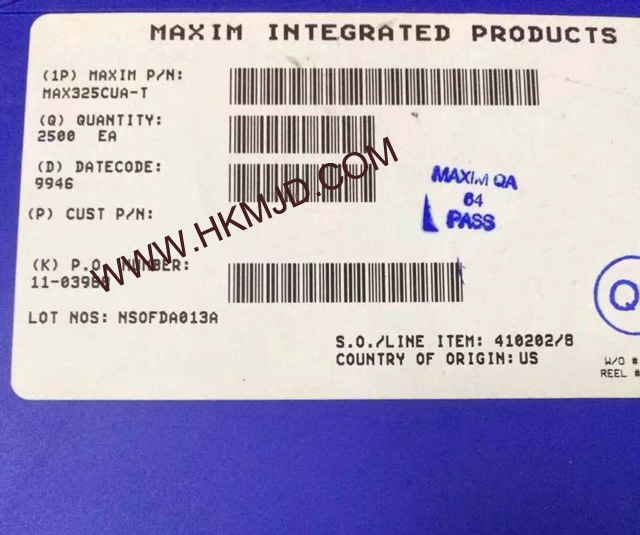 MAXIM INTEGRATED PRODUCTS
(1P) MAXIM P/N:
MAX325CUA-T
(Q) QUANTITY:
2500 EA
(D) DATECODE:
9946
(P) CUST P/N:
MAXIM QA
64
PASS
WWW.HKMJD.COM
(K) P.O. NUMBER:
LOT NOS: NSOFDA013A
S.O./LINE ITEM: 410202/8
COUNTRY OF ORIGIN: US
Q
W/O #
REEL #